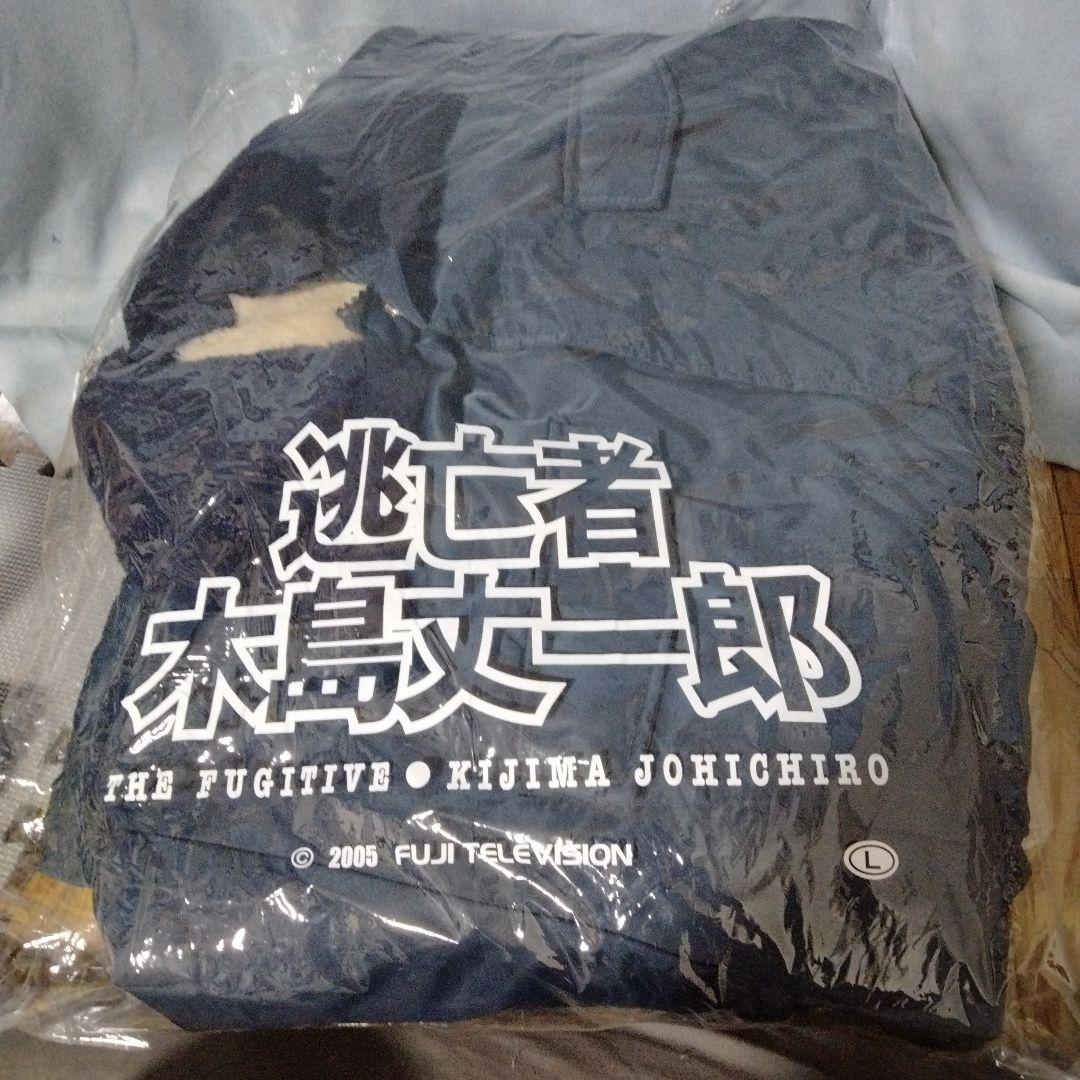 逃亡者
木島丈一郎
THE FUGITIVE ● KIJIMA JOHICHIRO
© 2005 FUJI TELEVISION
L